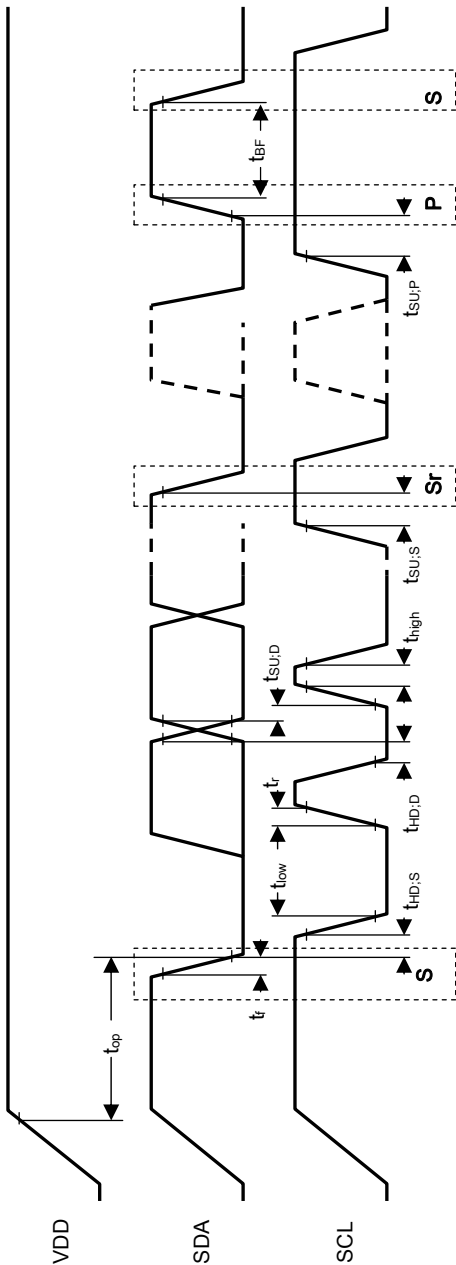 VDD
t_op
SDA
t_f
S
t_SU;D
Sr
t_BF
P
S
SCL
t_HD;S
t_low
t_r
t_HD;D
t_high
t_SU;S
t_SU;P